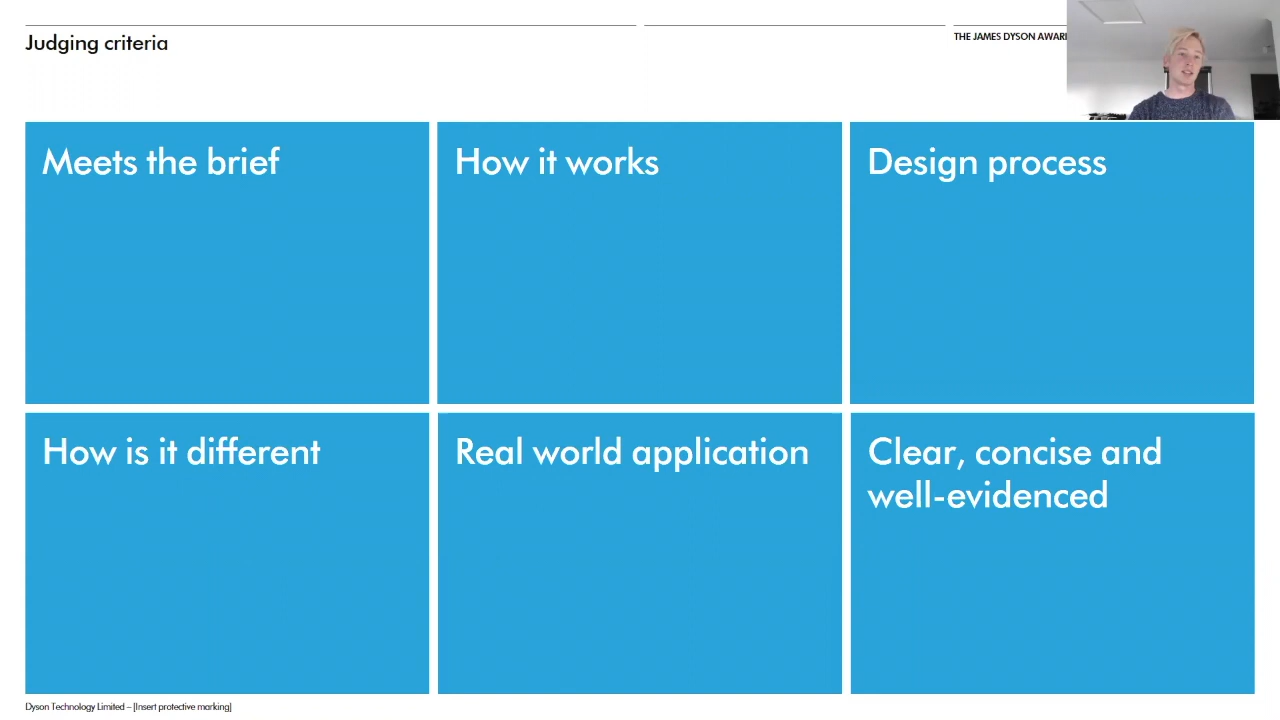 Judging criteria
THE JAMES DYSON
Meets the brief
How it works
Design process
How is it different
Real world application
Clear, concise and
well-evidenced
Dyson Technology Limited – [Insert protective marking]